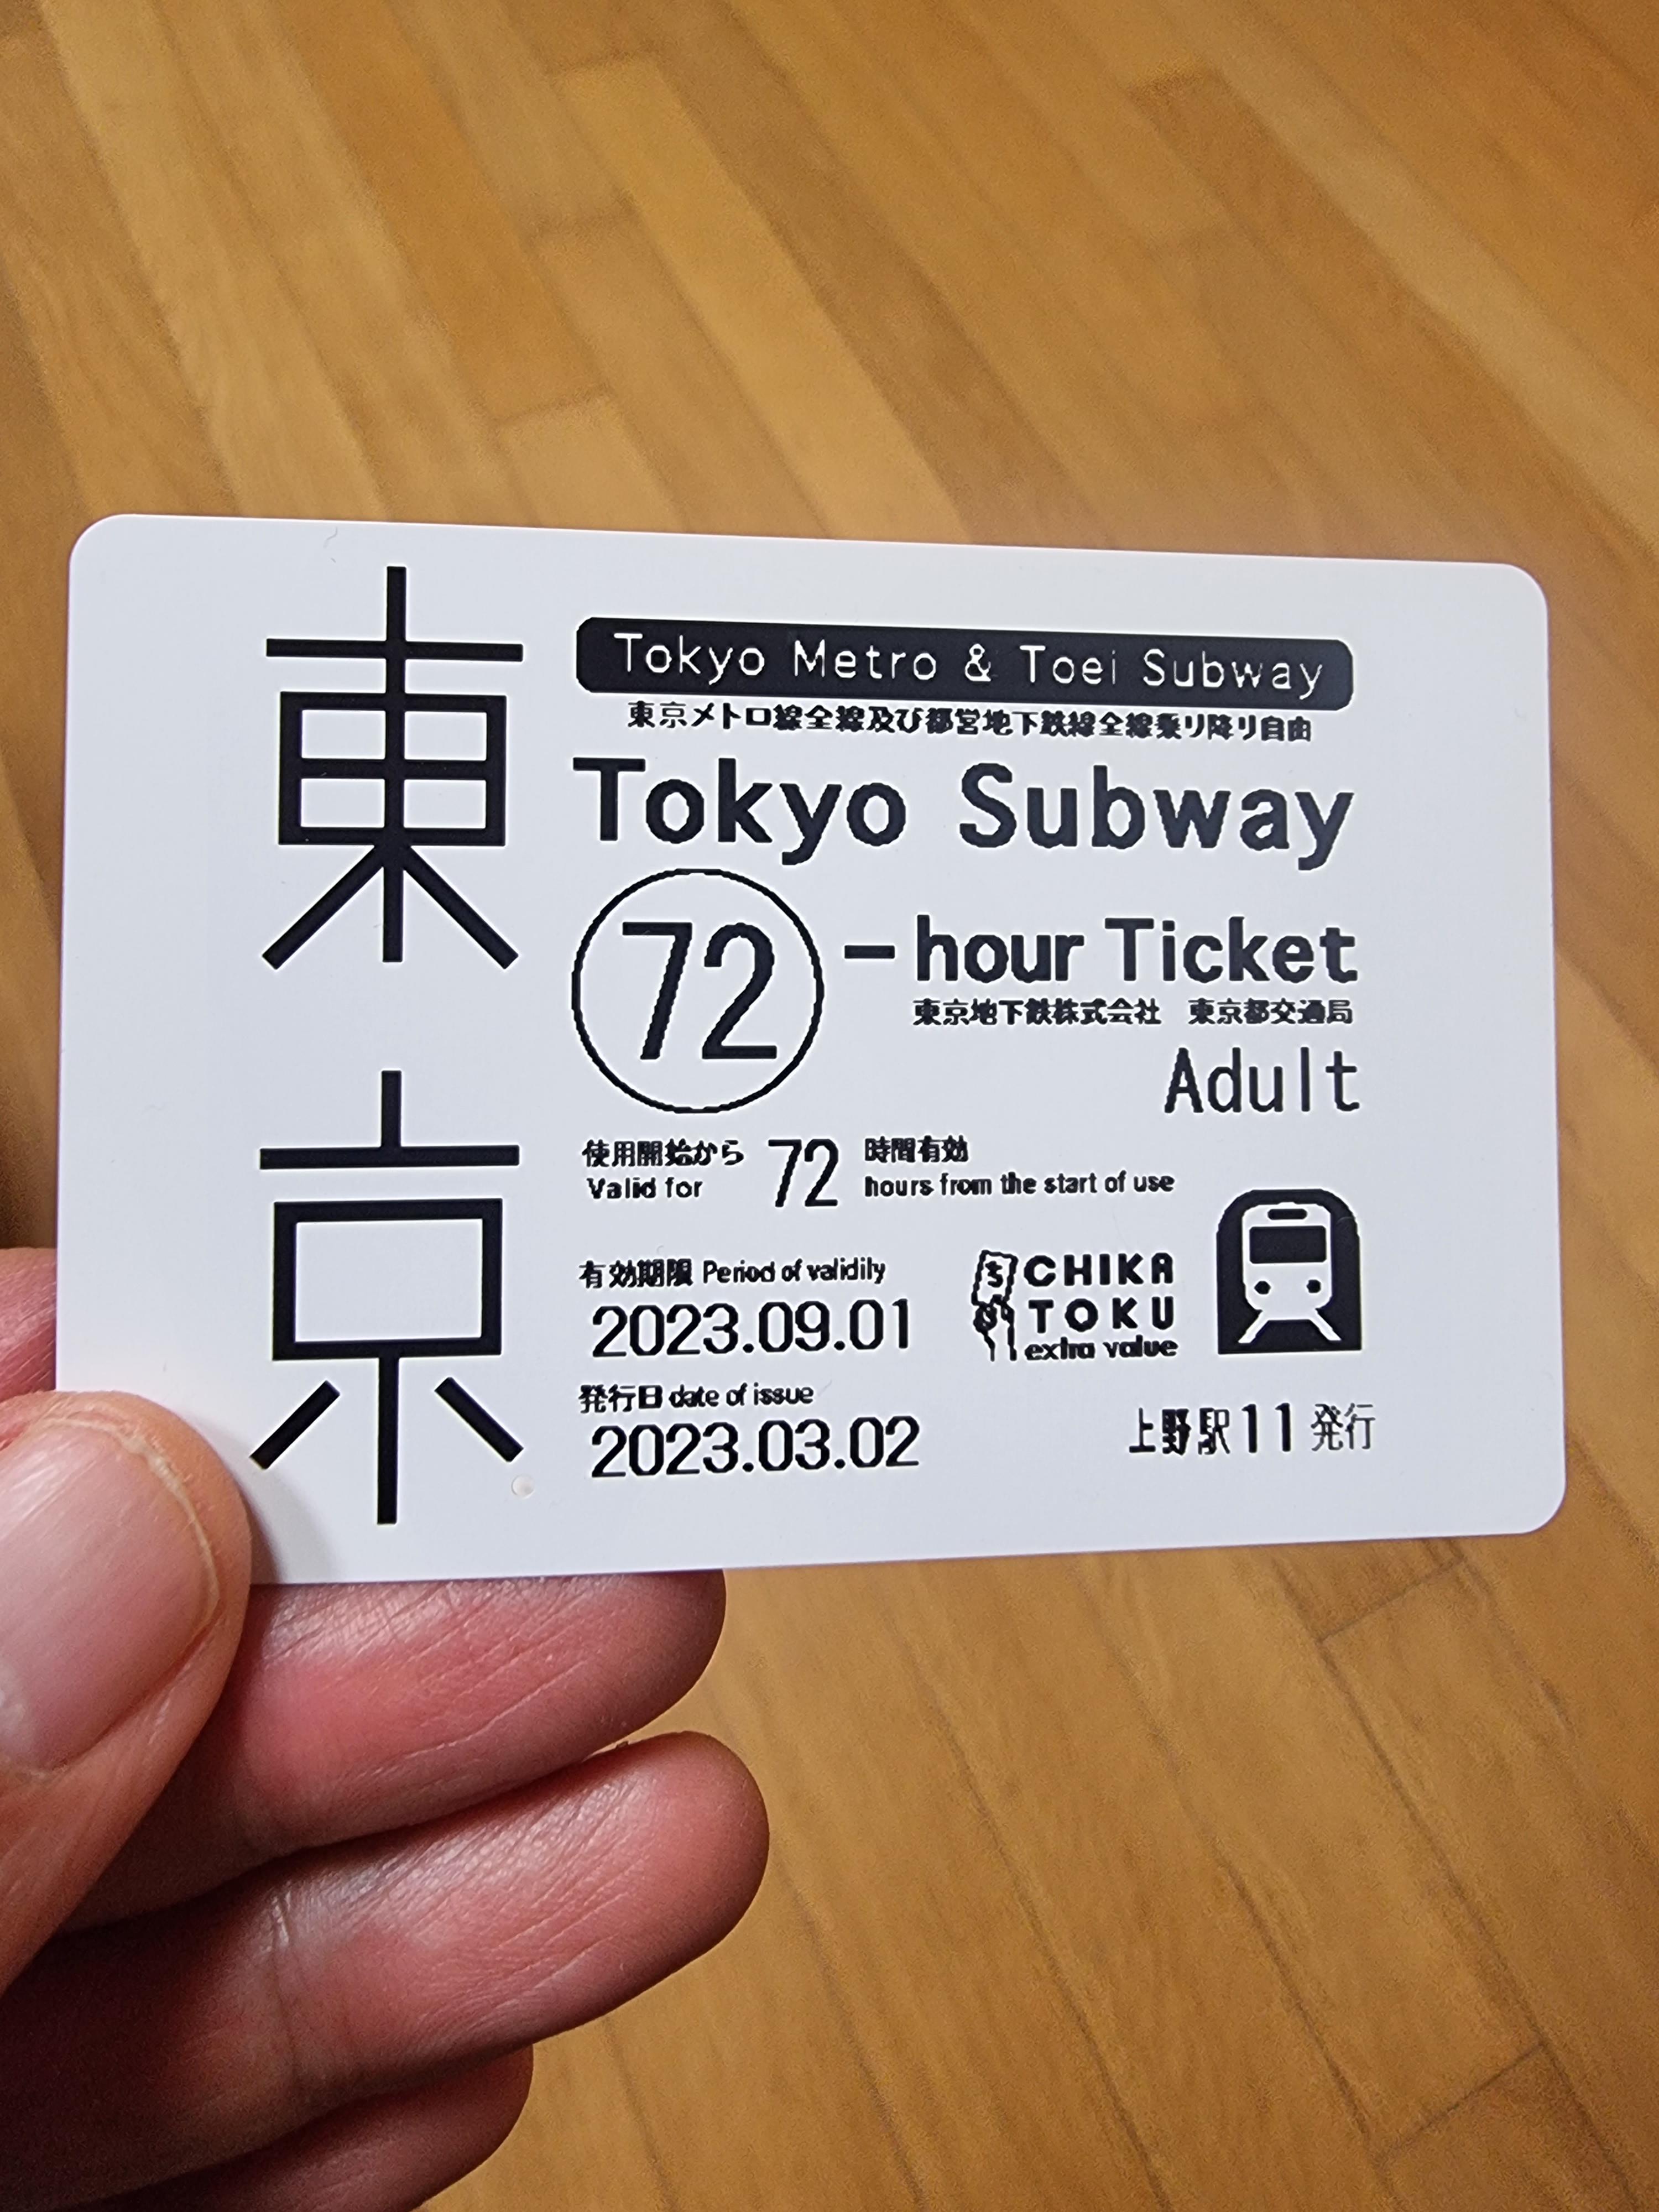 東京
Tokyo Metro & Toei Subway
東京メトロ線全線及び都営地下鉄線全線乗り降り自由
Tokyo Subway
72-hour Ticket
東京地下鉄株式会社 東京都交通局
Adult
使用開始から 72 時間有効
Valid for hours from the start of use
有効期限 Period of validily
2023.09.01
ち CHIKA
TOKU
extra value
発行日 date of issue
2023.03.02
上野駅11発行